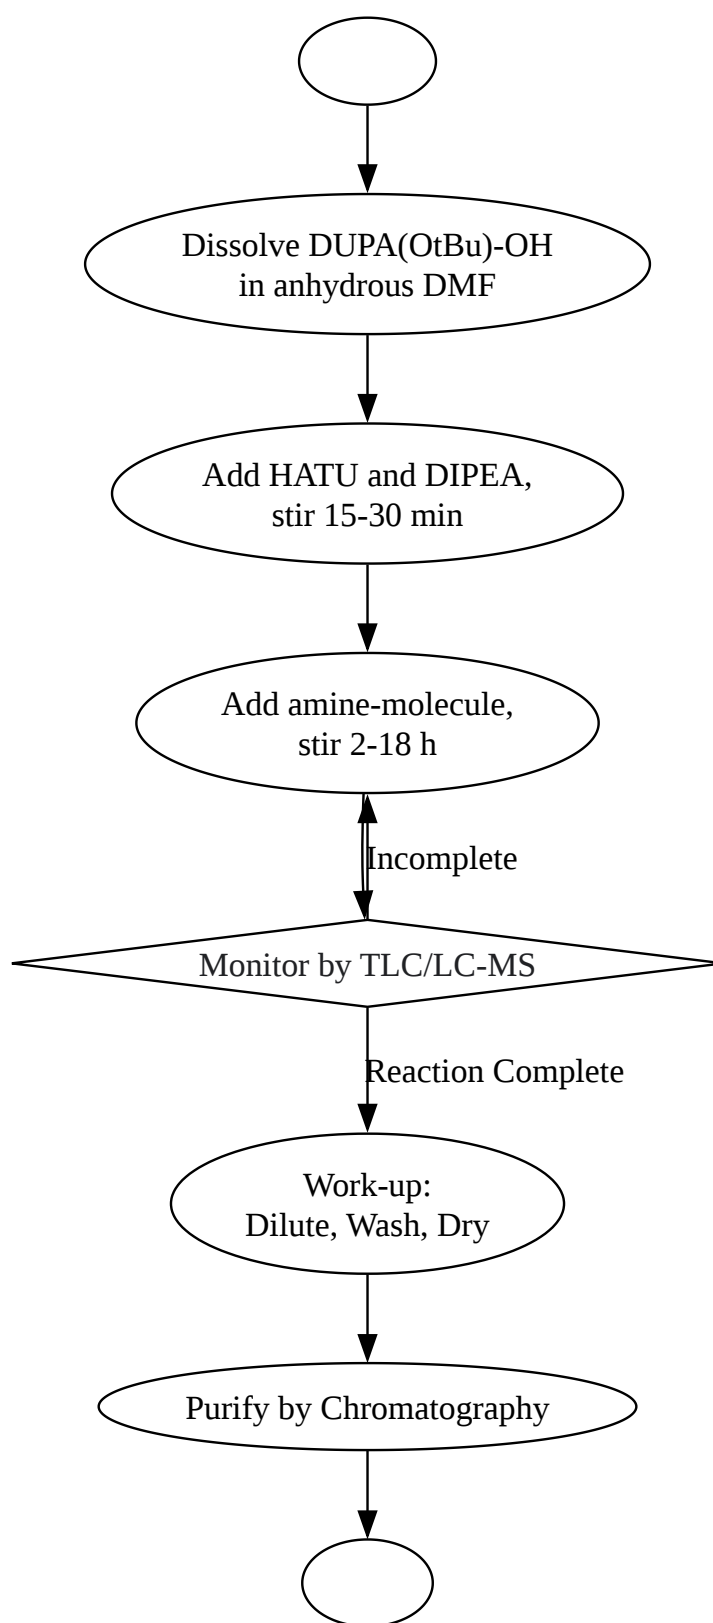 Dissolve DUPA(OtBu)-OH
in anhydrous DMF
Add HATU and DIPEA,
stir 15-30 min
Add amine-molecule,
stir 2-18 h
Incomplete
Monitor by TLC/LC-MS
Reaction Complete
Work-up:
Dilute, Wash, Dry
Purify by Chromatography